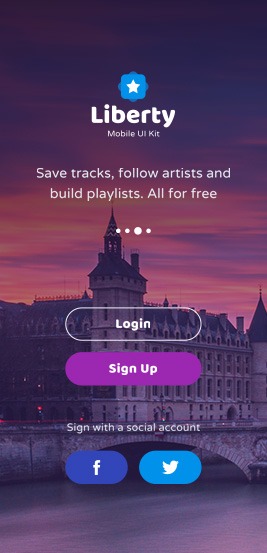 Liberty
Mobile UI Kit
Save tracks, follow artists and
build playlists. All for free
Login
Sign Up
Sign with a social account